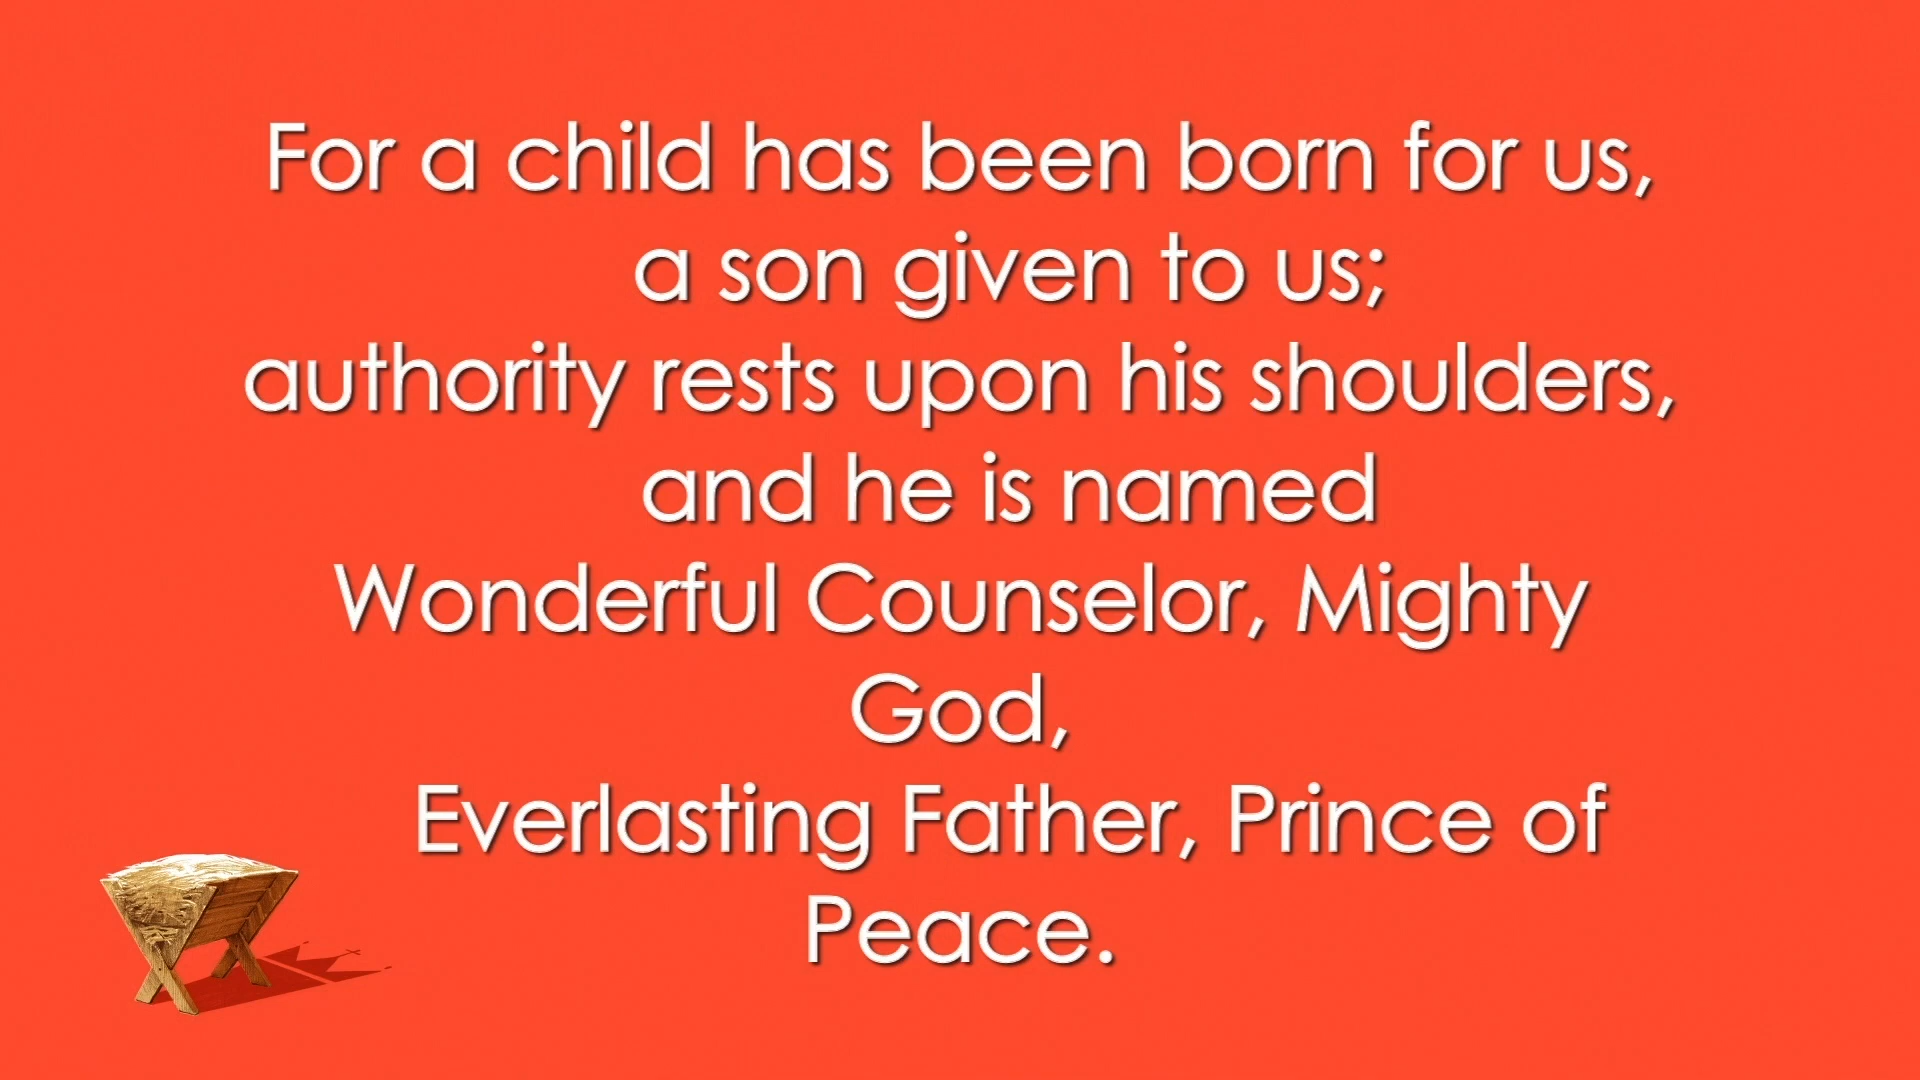 For a child has been born for us,
a son given to us;
authority rests upon his shoulders,
and he is named
Wonderful Counselor, Mighty
God,
Everlasting Father, Prince of
Peace.